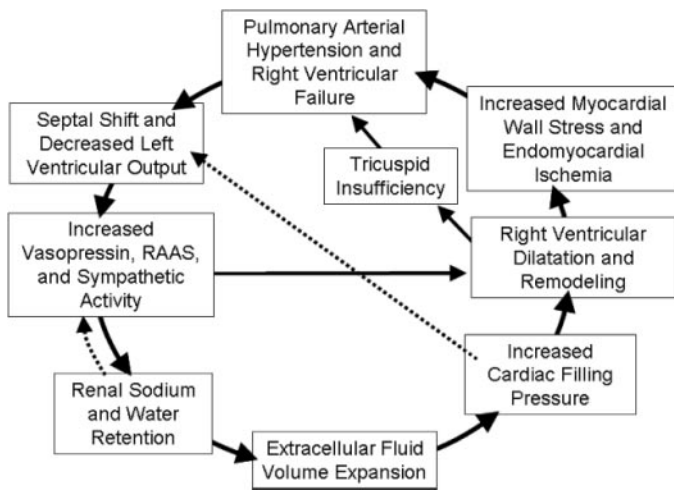 Pulmonary Arterial
Hypertension and
Right Ventricular
Failure
Septal Shift and
Decreased Left
Ventricular Output
Increased Myocardial
Wall Stress and
Endomyocardial
Ischemia
Tricuspid
Insufficiency
Increased
Vasopressin, RAAS,
and Sympathetic
Activity
Right Ventricular
Dilatation and
Remodeling
Increased
Cardiac Filling
Pressure
Renal Sodium
and Water
Retention
Extracellular Fluid
Volume Expansion